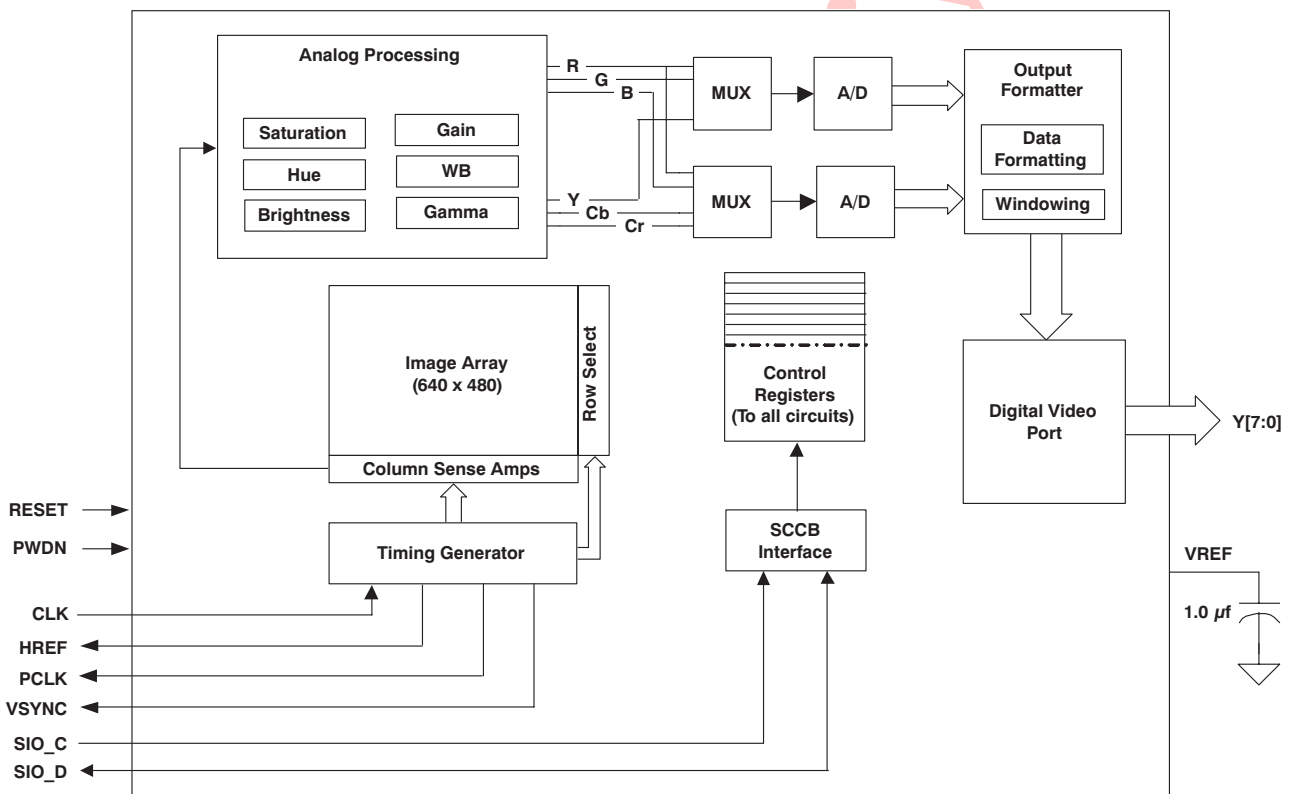 Analog Processing
Saturation
Gain
Hue
WB
Brightness
Gamma
R
G
B
Y
Cb
Cr
MUX
A/D
MUX
A/D
Output
Formatter
Data
Formatting
Windowing
Image Array
(640 x 480)
Row Select
Column Sense Amps
Control
Registers
(To all circuits)
Digital Video
Port
Y[7:0]
Timing Generator
SCCB
Interface
RESET
PWDN
CLK
HREF
PCLK
VSYNC
SIO_C
SIO_D
VREF
1.0 µf